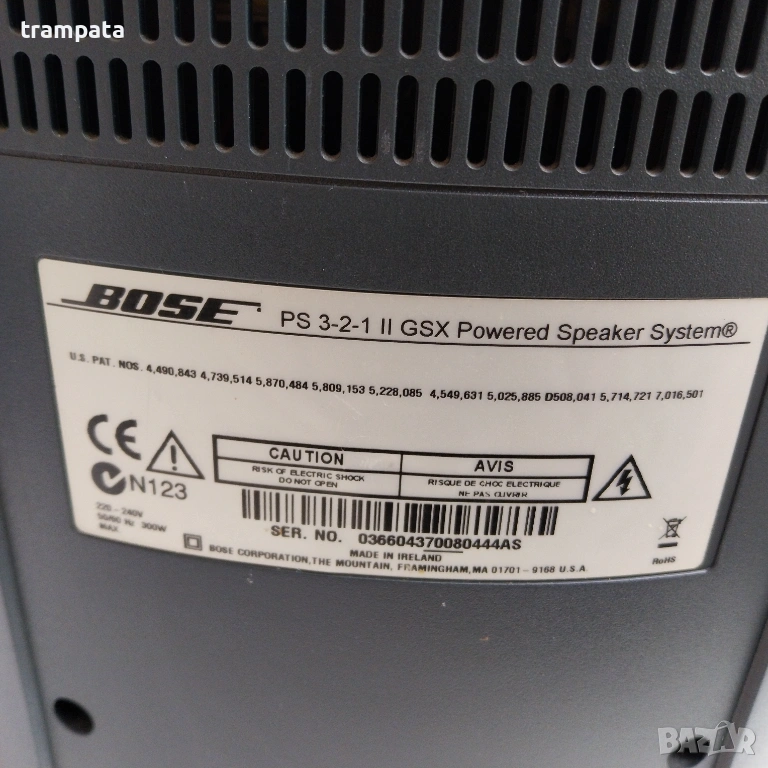 trampata
BOSE PS 3-2-1 II GSX Powered Speaker System®
U.S. PAT. NOS. 4,490,843 4,739,514 5,870,484 5,809,153 5,228,085 4,549,631 5,025,885 D508,041 5,714,721 7,016,501
CE
N123
CAUTION
RISK OF ELECTRIC SHOCK
DO NOT OPEN
AVIS
RISQUE DE CHOC ELECTRIQUE
NE PAS OUVRIR
220 - 240V
50/60 Hz 300W
MAX
SER. NO. 036604370080444AS
MADE IN IRELAND
BOSE CORPORATION, THE MOUNTAIN, FRAMINGHAM, MA 01701 - 9168 U.S.A.
RoHS
BAZAR